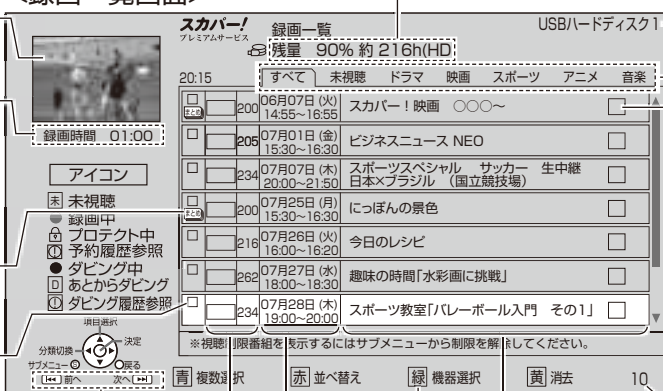 <録画一覧画面>
スカパー!
プレミアムサービス
録画一覧
USBハードディスク1
残量 90% 約 216h(HD
20:15
すべて 未視聴 ドラマ 映画 スポーツ アニメ 音楽
録画時間 01:00
まとめ 200 06月07日 (火) 14:55~16:55 スカパー!映画 ○○○~
205 07月01日 (金) 15:30~16:30 ビジネスニュース NEO
234 07月07日 (木) 20:00~21:50 スポーツスペシャル サッカー 生中継
日本×ブラジル (国立競技場)
まとめ 200 07月25日 (月) 15:30~16:30 にっぽんの景色
216 07月26日 (火) 16:00~16:20 今日のレシピ
262 07月27日 (水) 18:00~18:30 趣味の時間「水彩画に挑戦」
234 07月28日 (木) 19:00~20:00 スポーツ教室「バレーボール入門 その1」
アイコン
未 未視聴
録画中
プロテクト中
予約履歴参照
ダビング中
D あとからダビング
ダビング履歴参照
項目選択
分類切換
決定
サブメニュー
戻る
前へ 次へ
※視聴制限番組を表示するにはサブメニューから制限を解除してください。
青 複数選択 赤 並べ替え 緑 機器選択 黄 消去 10